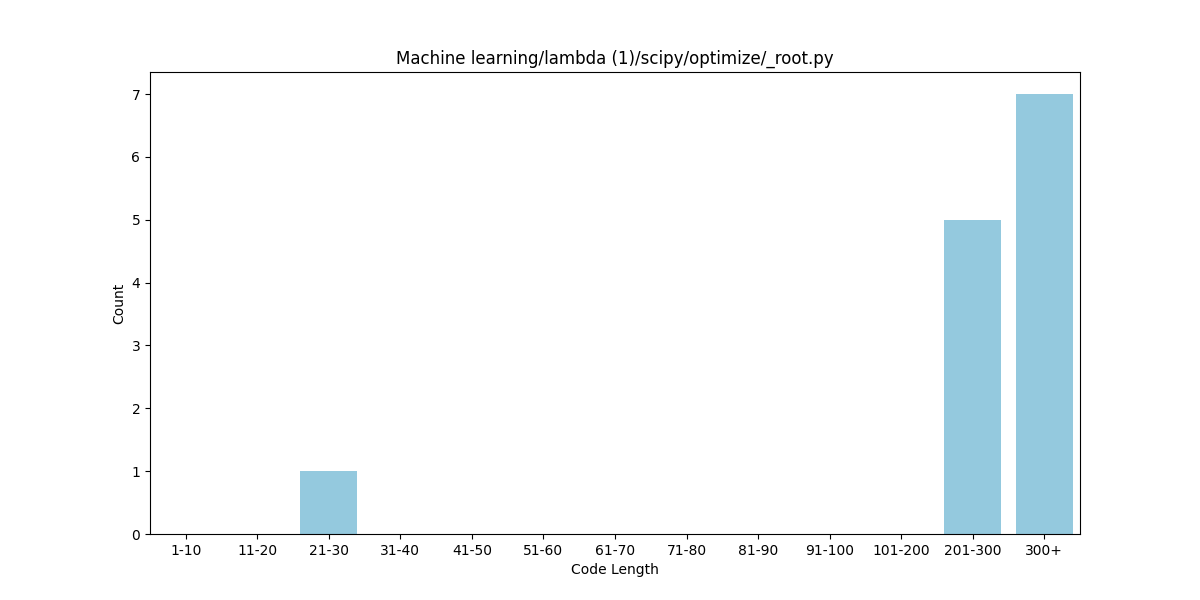 Machine learning/lambda (1)/scipy/optimize/_root.py
7
6
5
4
3
2
1
0
Count
1-10 11-20 21-30 31-40 41-50 51-60 61-70 71-80 81-90 91-100 101-200 201-300 300+
Code Length